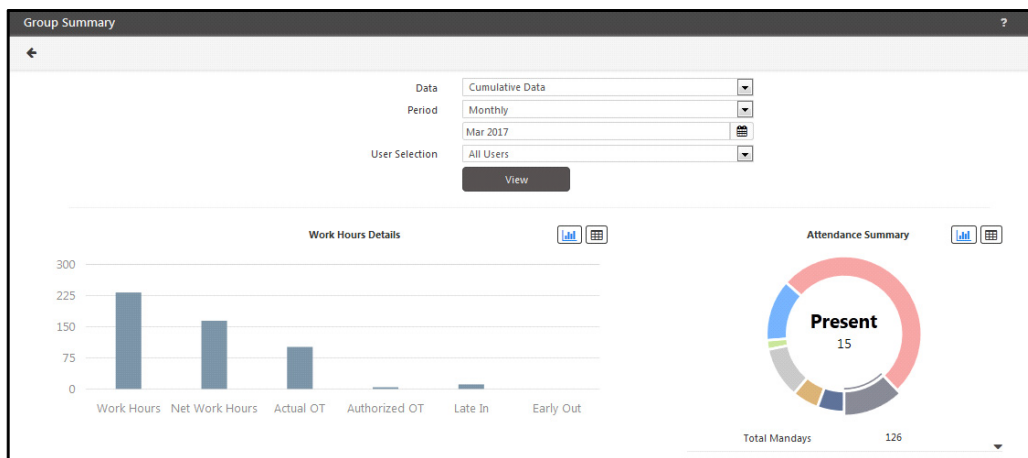 Group Summary ?
Data Cumulative Data
Period Monthly
Mar 2017
User Selection All Users
View
Work Hours Details
300
225
150
75
0
Work Hours Net Work Hours Actual OT Authorized OT Late In Early Out
Attendance Summary
Present
15
Total Mandays 126